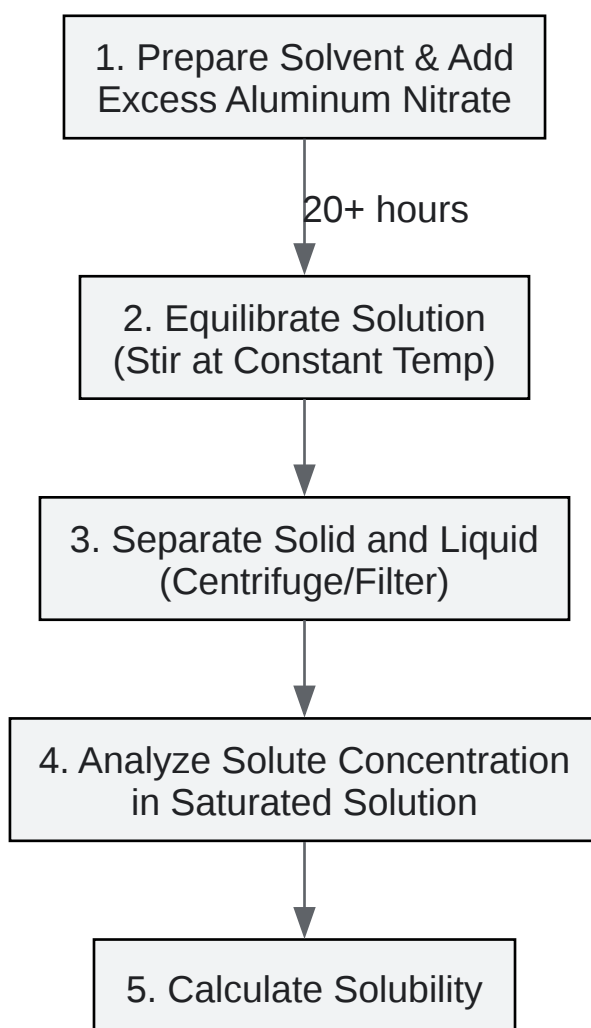 1. Prepare Solvent & Add
Excess Aluminum Nitrate
20+ hours
2. Equilibrate Solution
(Stir at Constant Temp)
3. Separate Solid and Liquid
(Centrifuge/Filter)
4. Analyze Solute Concentration
in Saturated Solution
5. Calculate Solubility